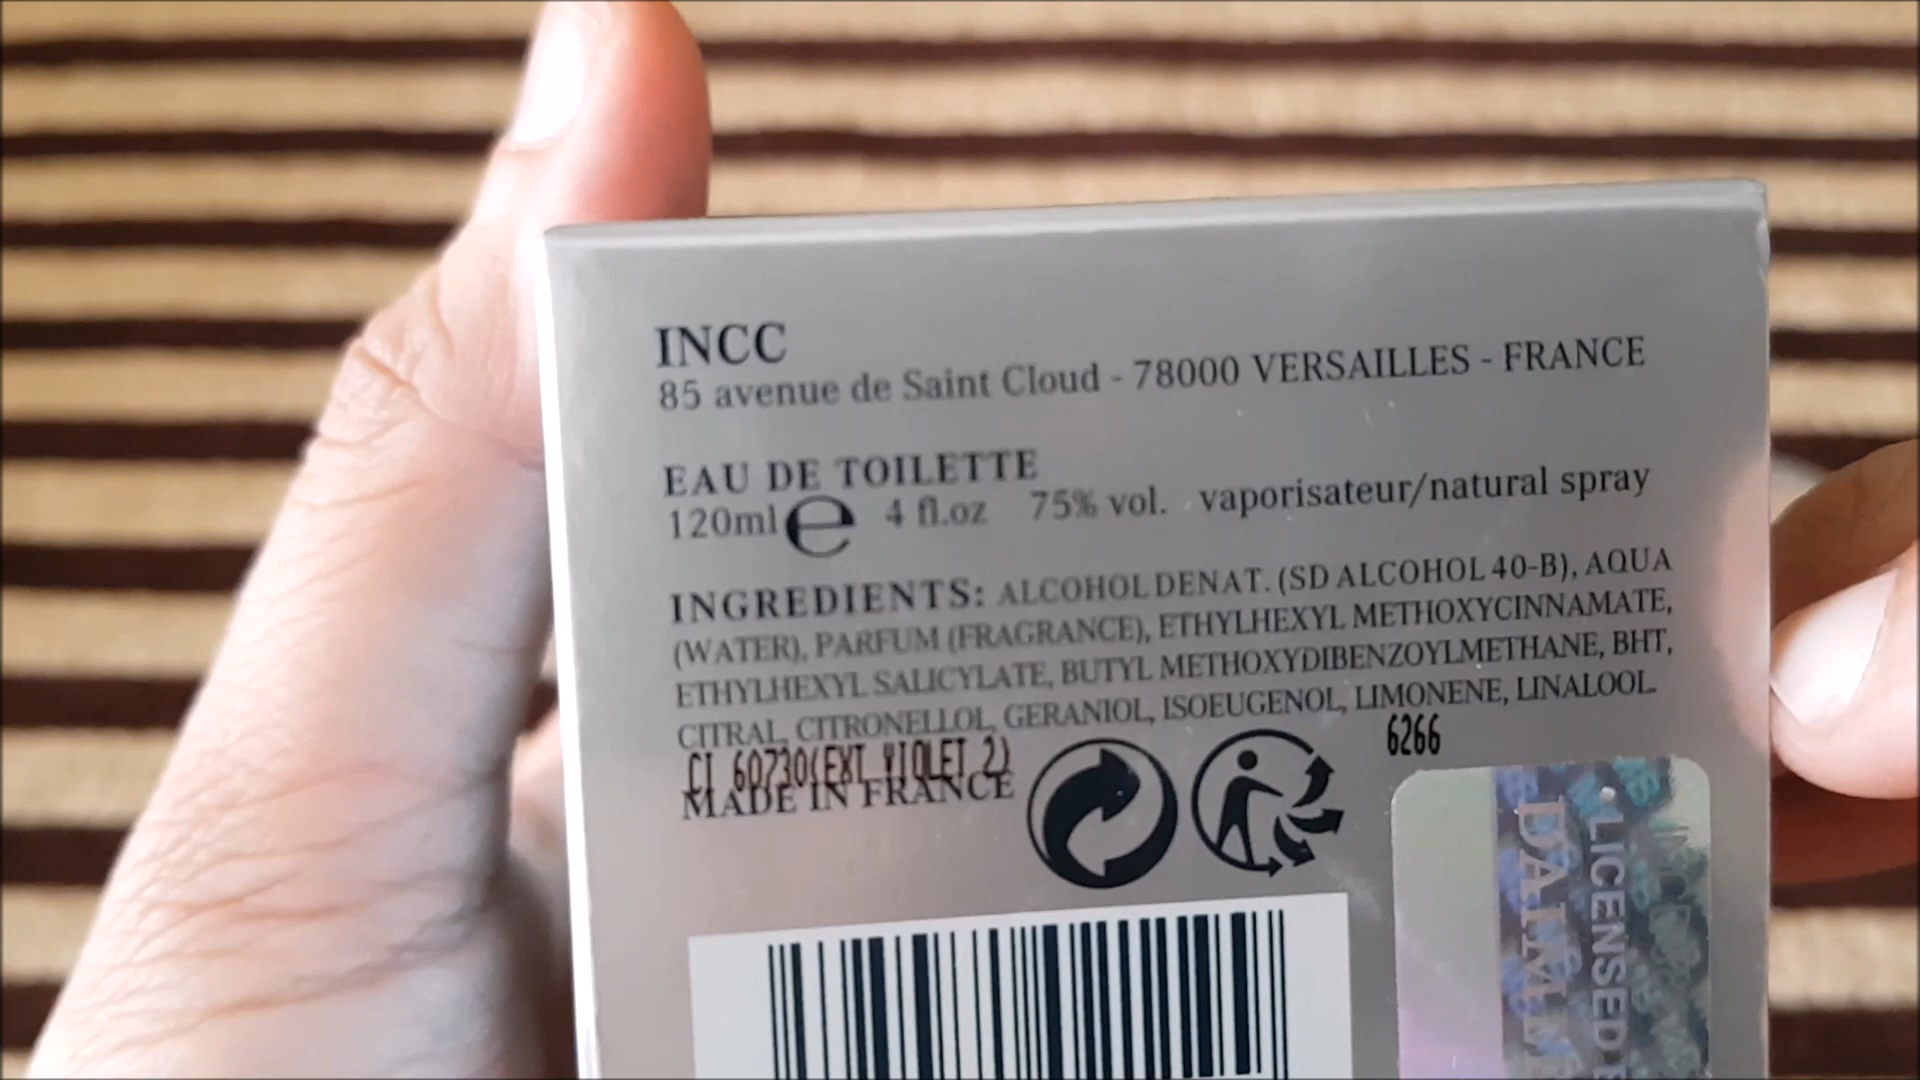 INCC
85 avenue de Saint Cloud - 78000 VERSAILLES - FRANCE
EAU DE TOILETTE
120ml ℮ 4 fl.oz 75% vol. vaporisateur/natural spray
INGREDIENTS: ALCOHOL DENAT. (SD ALCOHOL 40-B), AQUA
(WATER), PARFUM (FRAGRANCE), ETHYLHEXYL METHOXYCINNAMATE,
ETHYLHEXYL SALICYLATE, BUTYL METHOXYDIBENZOYLMETHANE, BHT,
CITRAL, CITRONELLOL, GERANIOL, ISOEUGENOL, LIMONENE, LINALOOL.
6266
CI 60730(EXT VIOLET 2)
MADE IN FRANCE
LICENSED